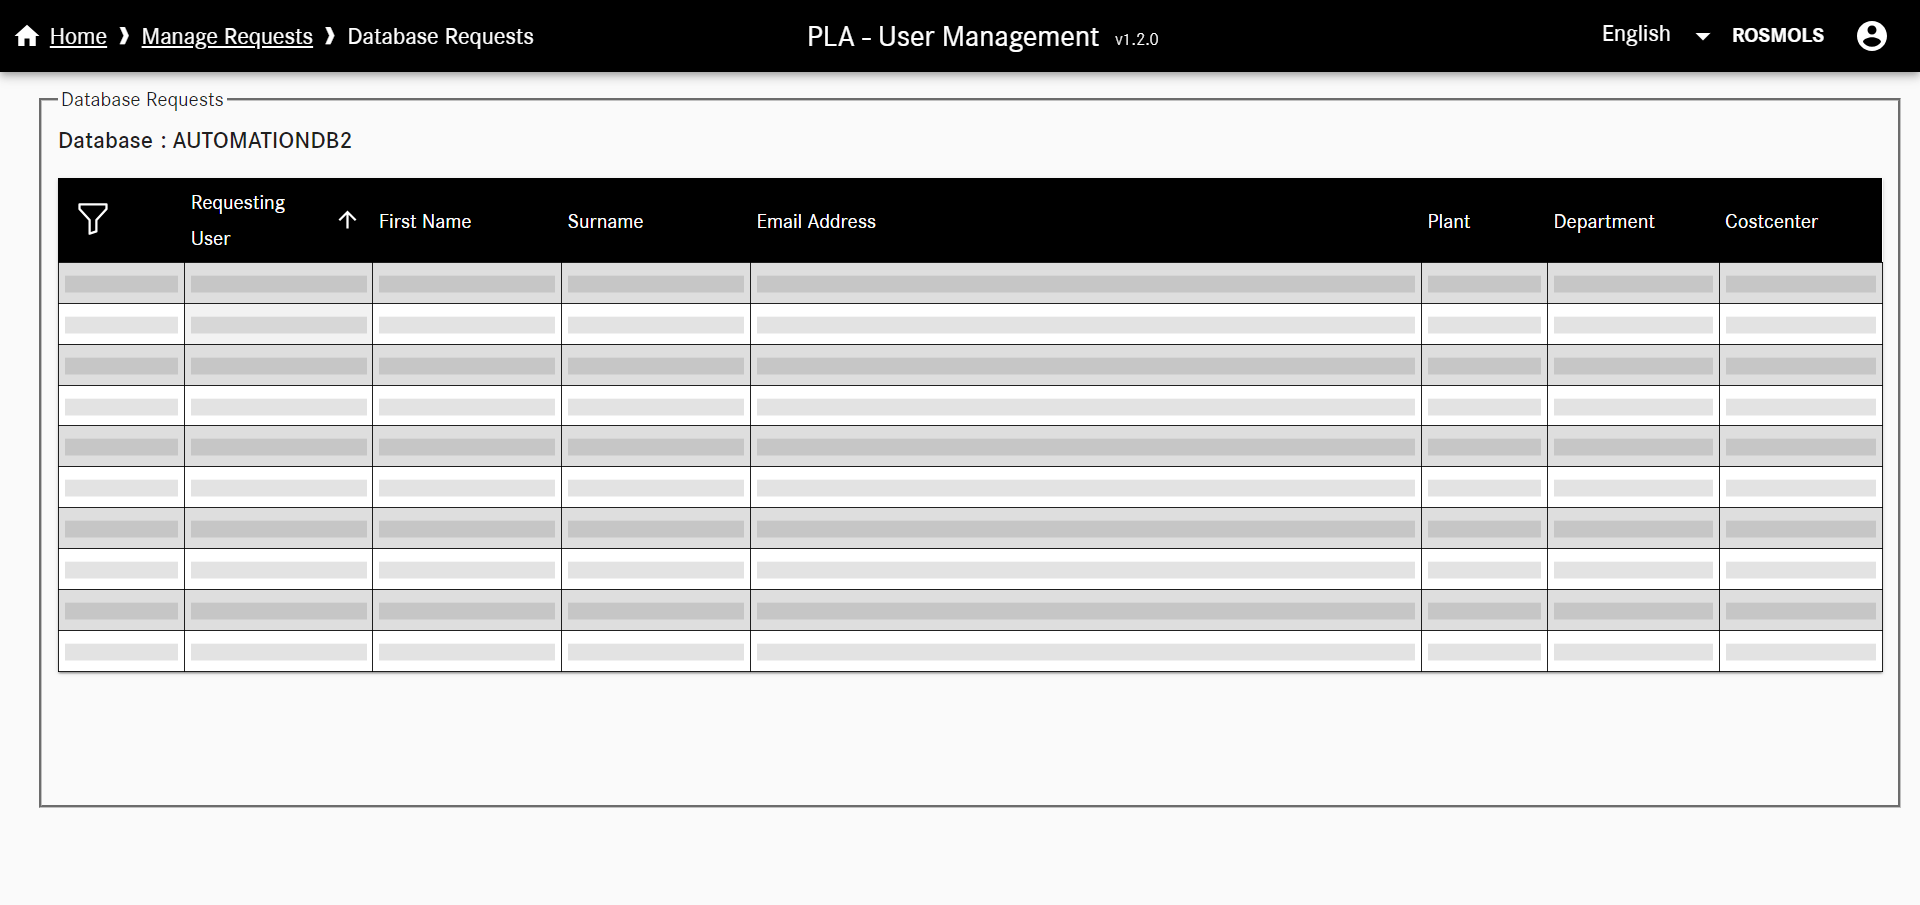 Home ❱ Manage Requests ❱ Database Requests
PLA - User Management v1.2.0
English
ROSMOLS
Database Requests
Database : AUTOMATIONDB2
Requesting User
First Name
Surname
Email Address
Plant
Department
Costcenter